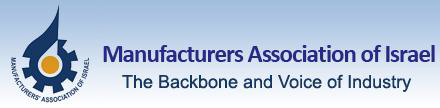 Manufacturers Association of Israel
The Backbone and Voice of Industry
MANUFACTURERS' ASSOCIATION OF ISRAEL